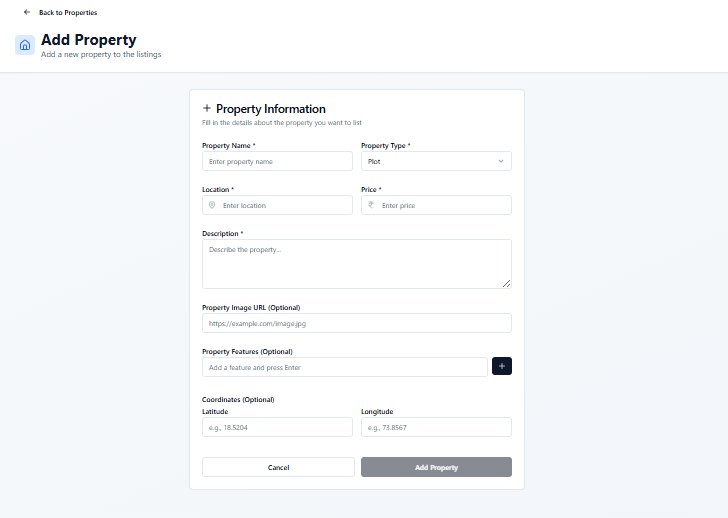 Back to Properties
Add Property
Add a new property to the listings
Property Information
Fill in the details about the property you want to list
Property Name *
Property Type *
Enter property name
Plot
Location *
Price *
Enter location
₹ Enter price
Description *
Describe the property...
Property Image URL (Optional)
https://example.com/image.jpg
Property Features (Optional)
Add a feature and press Enter
Coordinates (Optional)
Latitude
Longitude
e.g., 18.5204
e.g., 73.8567
Cancel
Add Property